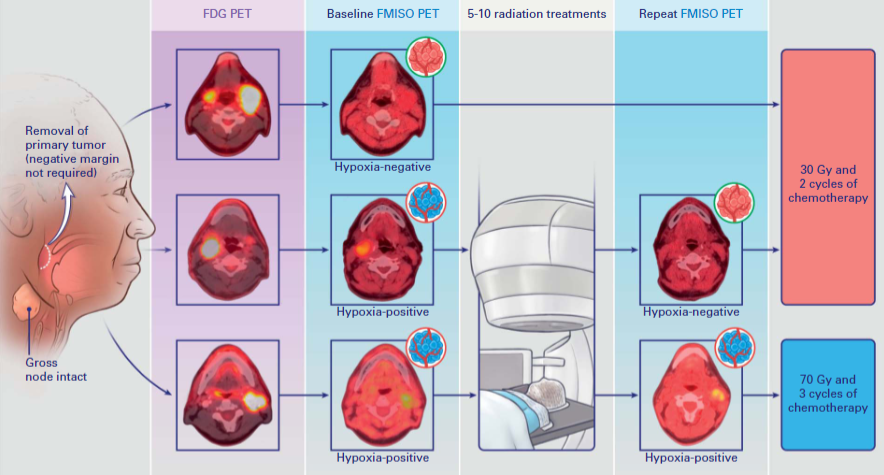 FDG PET
Baseline FMISO PET
5-10 radiation treatments
Repeat FMISO PET
Removal of
primary tumor
(negative margin
not required)
Gross
node intact
Hypoxia-negative
Hypoxia-positive
Hypoxia-negative
Hypoxia-positive
Hypoxia-positive
30 Gy and
2 cycles of
chemotherapy
70 Gy and
3 cycles of
chemotherapy